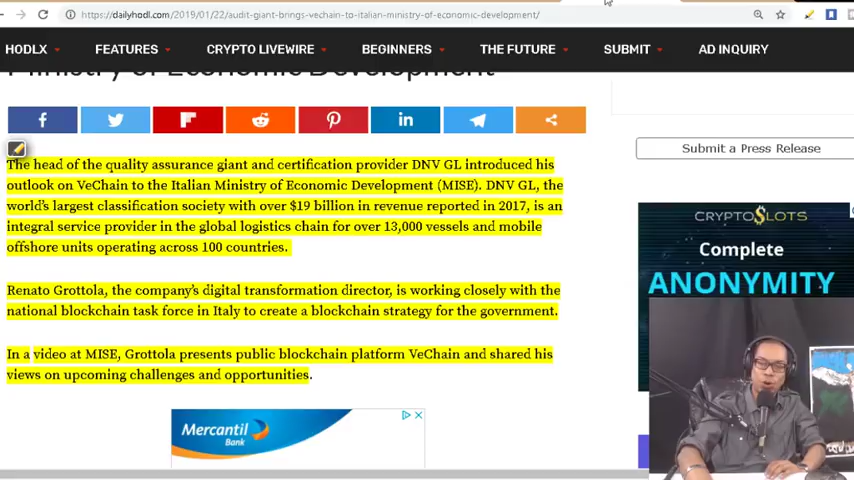 https://dailyhodl.com/2019/01/22/audit-giant-brings-vechain-to-italian-ministry-of-economic-development/
HODLX FEATURES CRYPTO LIVEWIRE BEGINNERS THE FUTURE SUBMIT AD INQUIRY
Ministry of Economic Development
The head of the quality assurance giant and certification provider DNV GL introduced his
outlook on VeChain to the Italian Ministry of Economic Development (MISE). DNV GL, the
world's largest classification society with over $19 billion in revenue reported in 2017, is an
integral service provider in the global logistics chain for over 13,000 vessels and mobile
offshore units operating across 100 countries.
Renato Grottola, the company's digital transformation director, is working closely with the
national blockchain task force in Italy to create a blockchain strategy for the government.
In a video at MISE, Grottola presents public blockchain platform VeChain and shared his
views on upcoming challenges and opportunities.
Mercantil
Bank
Submit a Press Release
CRYPTOSLOTS
Complete
ANONYMITY